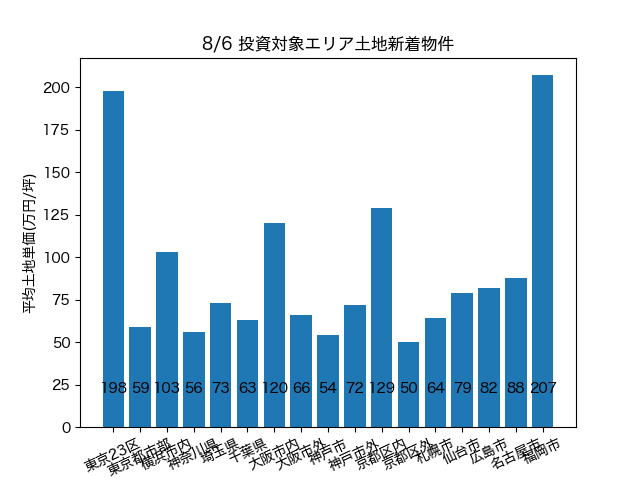 8/6 投資対象エリア土地新着物件
平均土地単価(万円/坪)
200
175
150
125
100
75
50
25
0
198 59 103 56 73 63 120 66 54 72 129 50 64 79 82 88 207
東京23区 東京都市部 横浜市内 神奈川県 埼玉県 千葉県 大阪市内 大阪市外 神戸市 神戸市外 京都区内 京都区外 札幌市 仙台市 広島市 名古屋市 福岡市